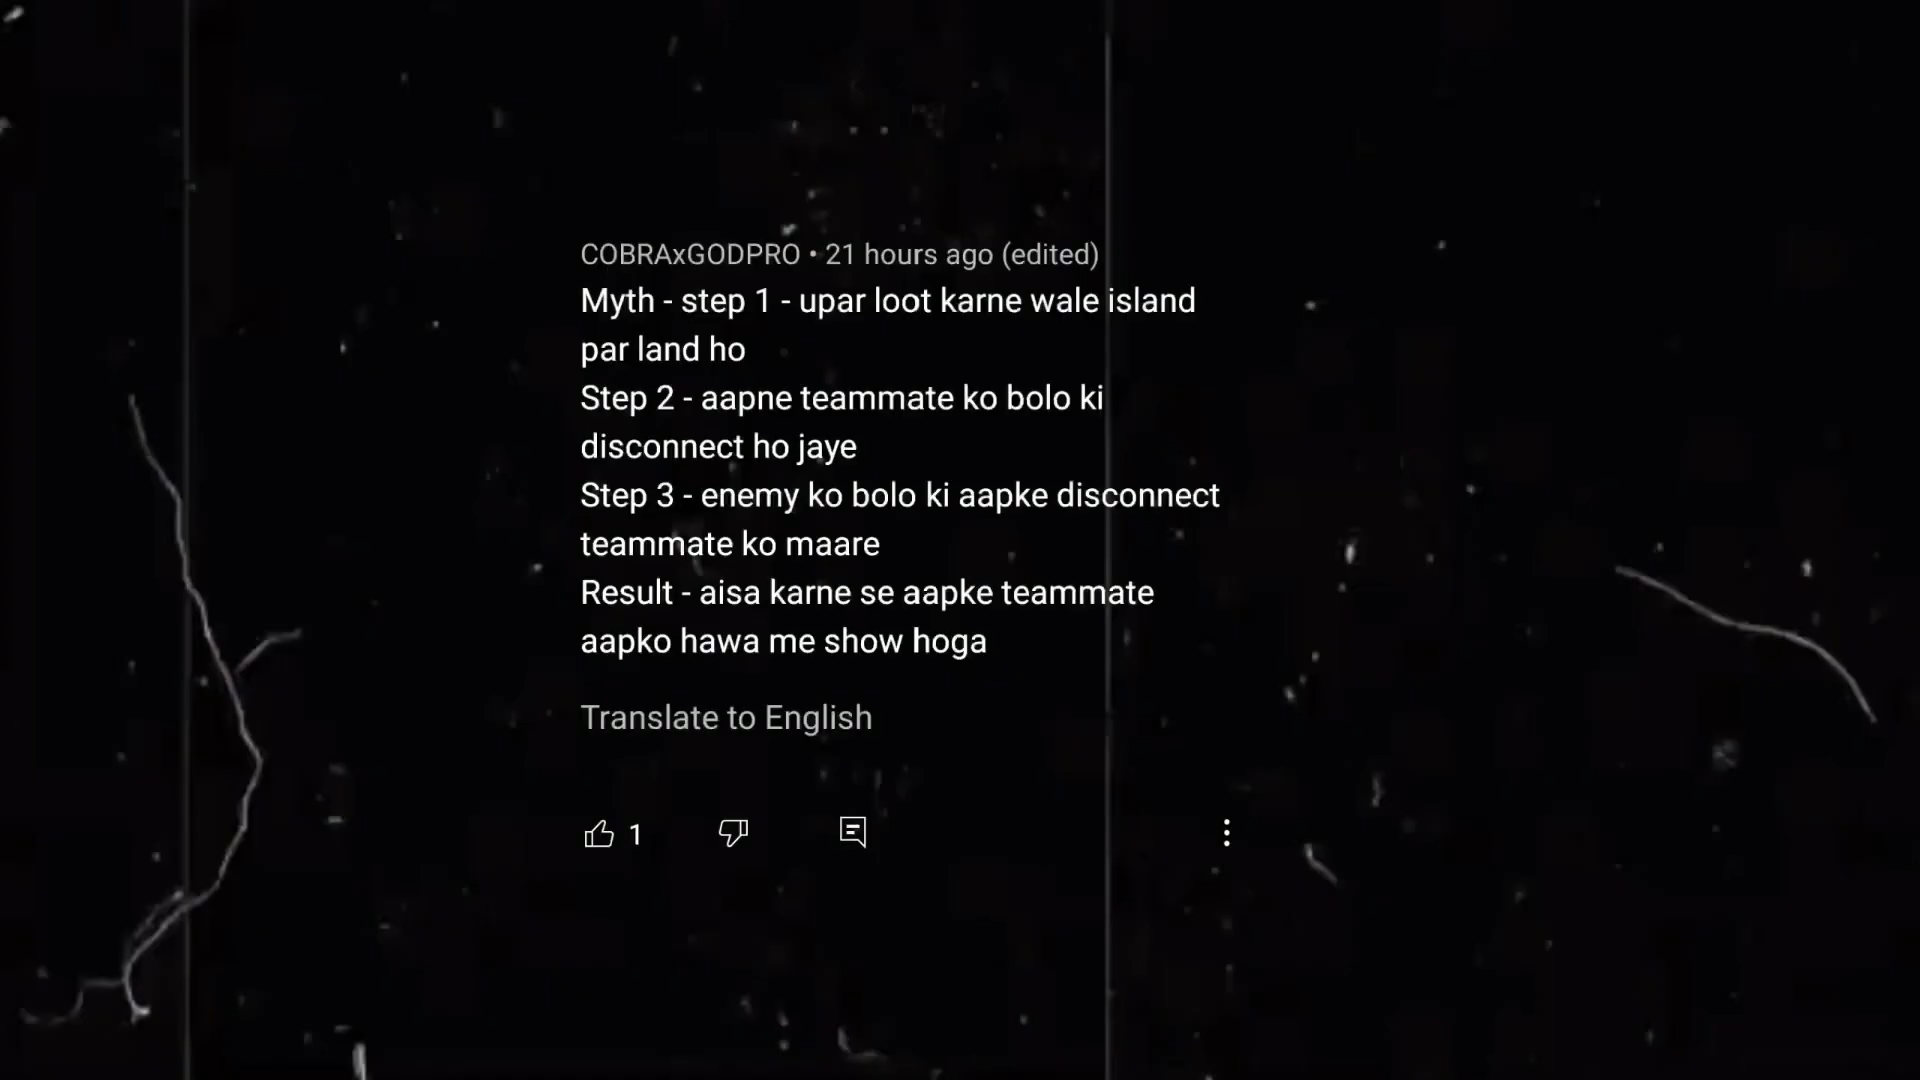 COBRAxGODPRO • 21 hours ago (edited)
Myth - step 1 - upar loot karne wale island
par land ho
Step 2 - aapne teammate ko bolo ki
disconnect ho jaye
Step 3 - enemy ko bolo ki aapke disconnect
teammate ko maare
Result - aisa karne se aapke teammate
aapko hawa me show hoga
Translate to English
1